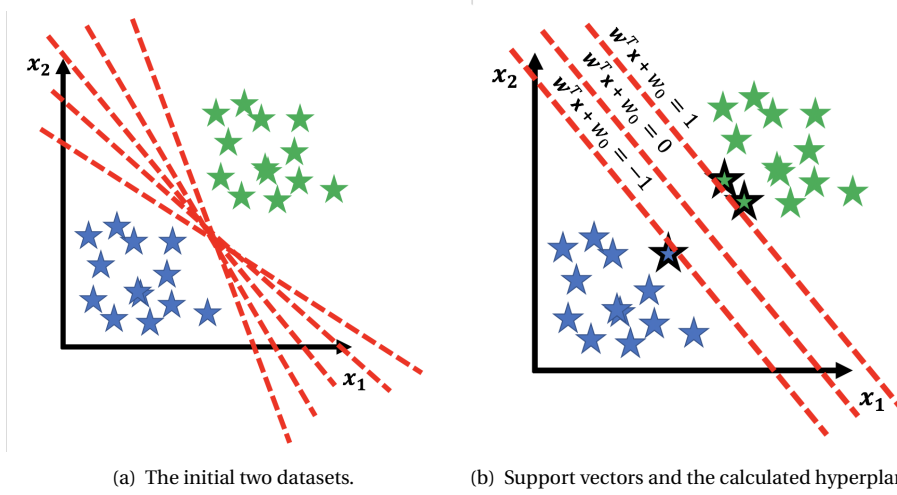 x₂
x₁
x₂
wᵀx + w₀ = 1
wᵀx + w₀ = 0
wᵀx + w₀ = −1
x₁
(a) The initial two datasets.
(b) Support vectors and the calculated hyperplan